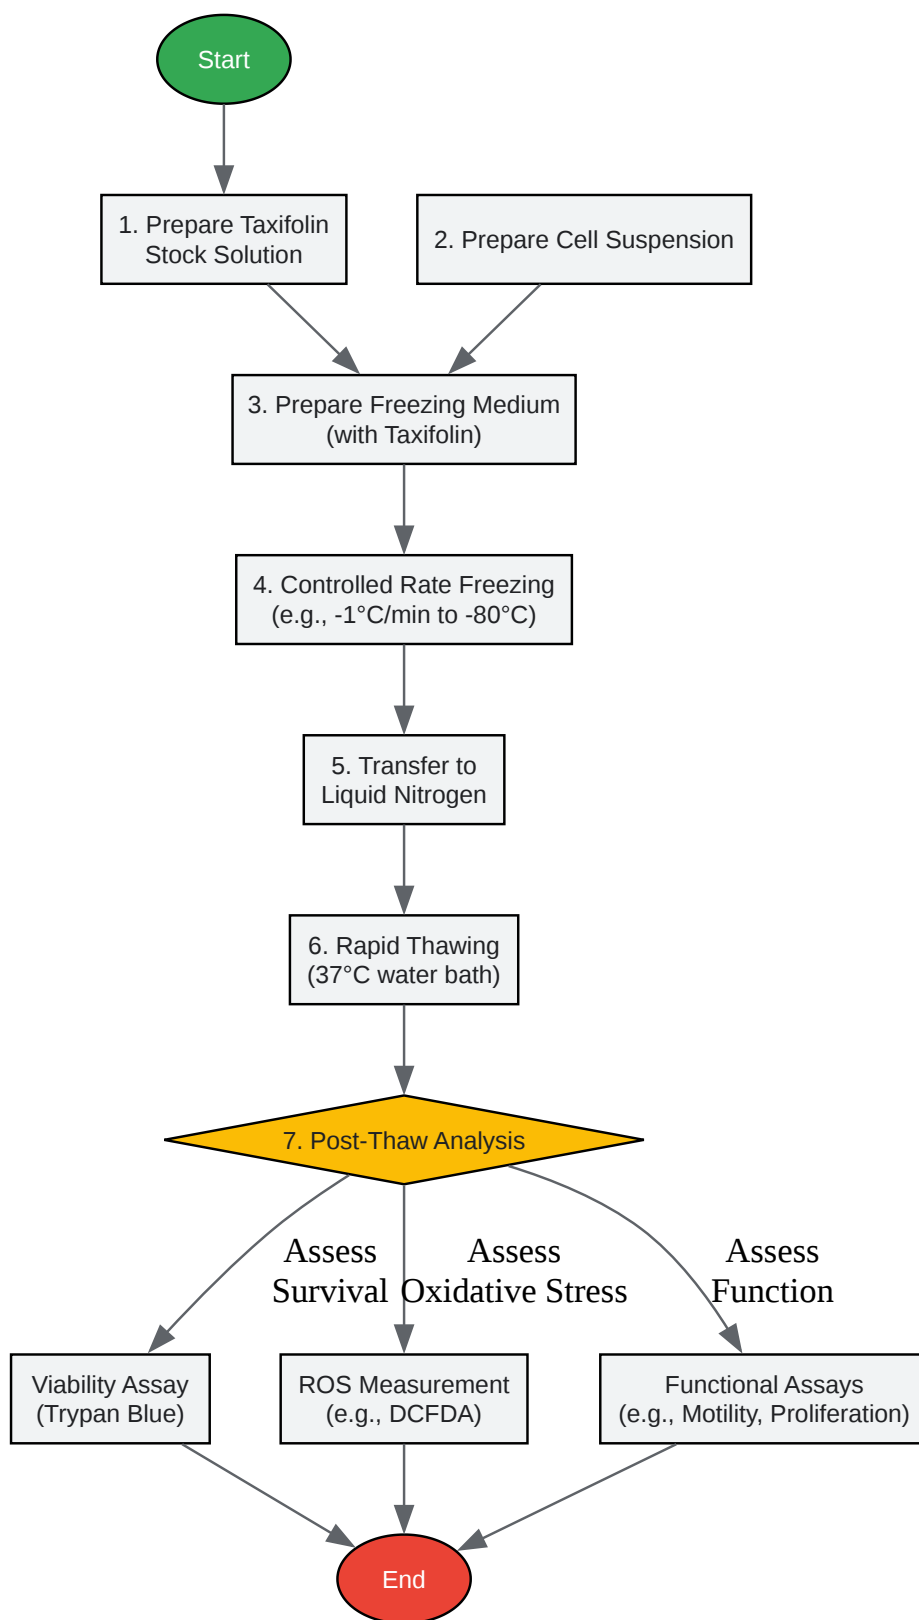 Start
1. Prepare Taxifolin
Stock Solution
2. Prepare Cell Suspension
3. Prepare Freezing Medium
(with Taxifolin)
4. Controlled Rate Freezing
(e.g., -1°C/min to -80°C)
5. Transfer to
Liquid Nitrogen
6. Rapid Thawing
(37°C water bath)
7. Post-Thaw Analysis
Assess
Survival
Assess
Oxidative Stress
Assess
Function
Viability Assay
(Trypan Blue)
ROS Measurement
(e.g., DCFDA)
Functional Assays
(e.g., Motility, Proliferation)
End